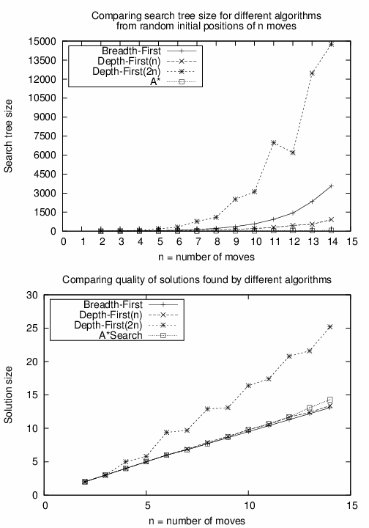 Comparing search tree size for different algorithms
from random initial positions of n moves
Search tree size
15000
13500
12000
10500
9000
7500
6000
4500
3000
1500
0
Breadth-First
Depth-First(n)
Depth-First(2n)
A*
0 1 2 3 4 5 6 7 8 9 10 11 12 13 14 15
n = number of moves
Comparing quality of solutions found by different algorithms
Solution size
30
25
20
15
10
5
0
Breadth-First
Depth-First(n)
Depth-First(2n)
A*Search
0 5 10 15
n = number of moves